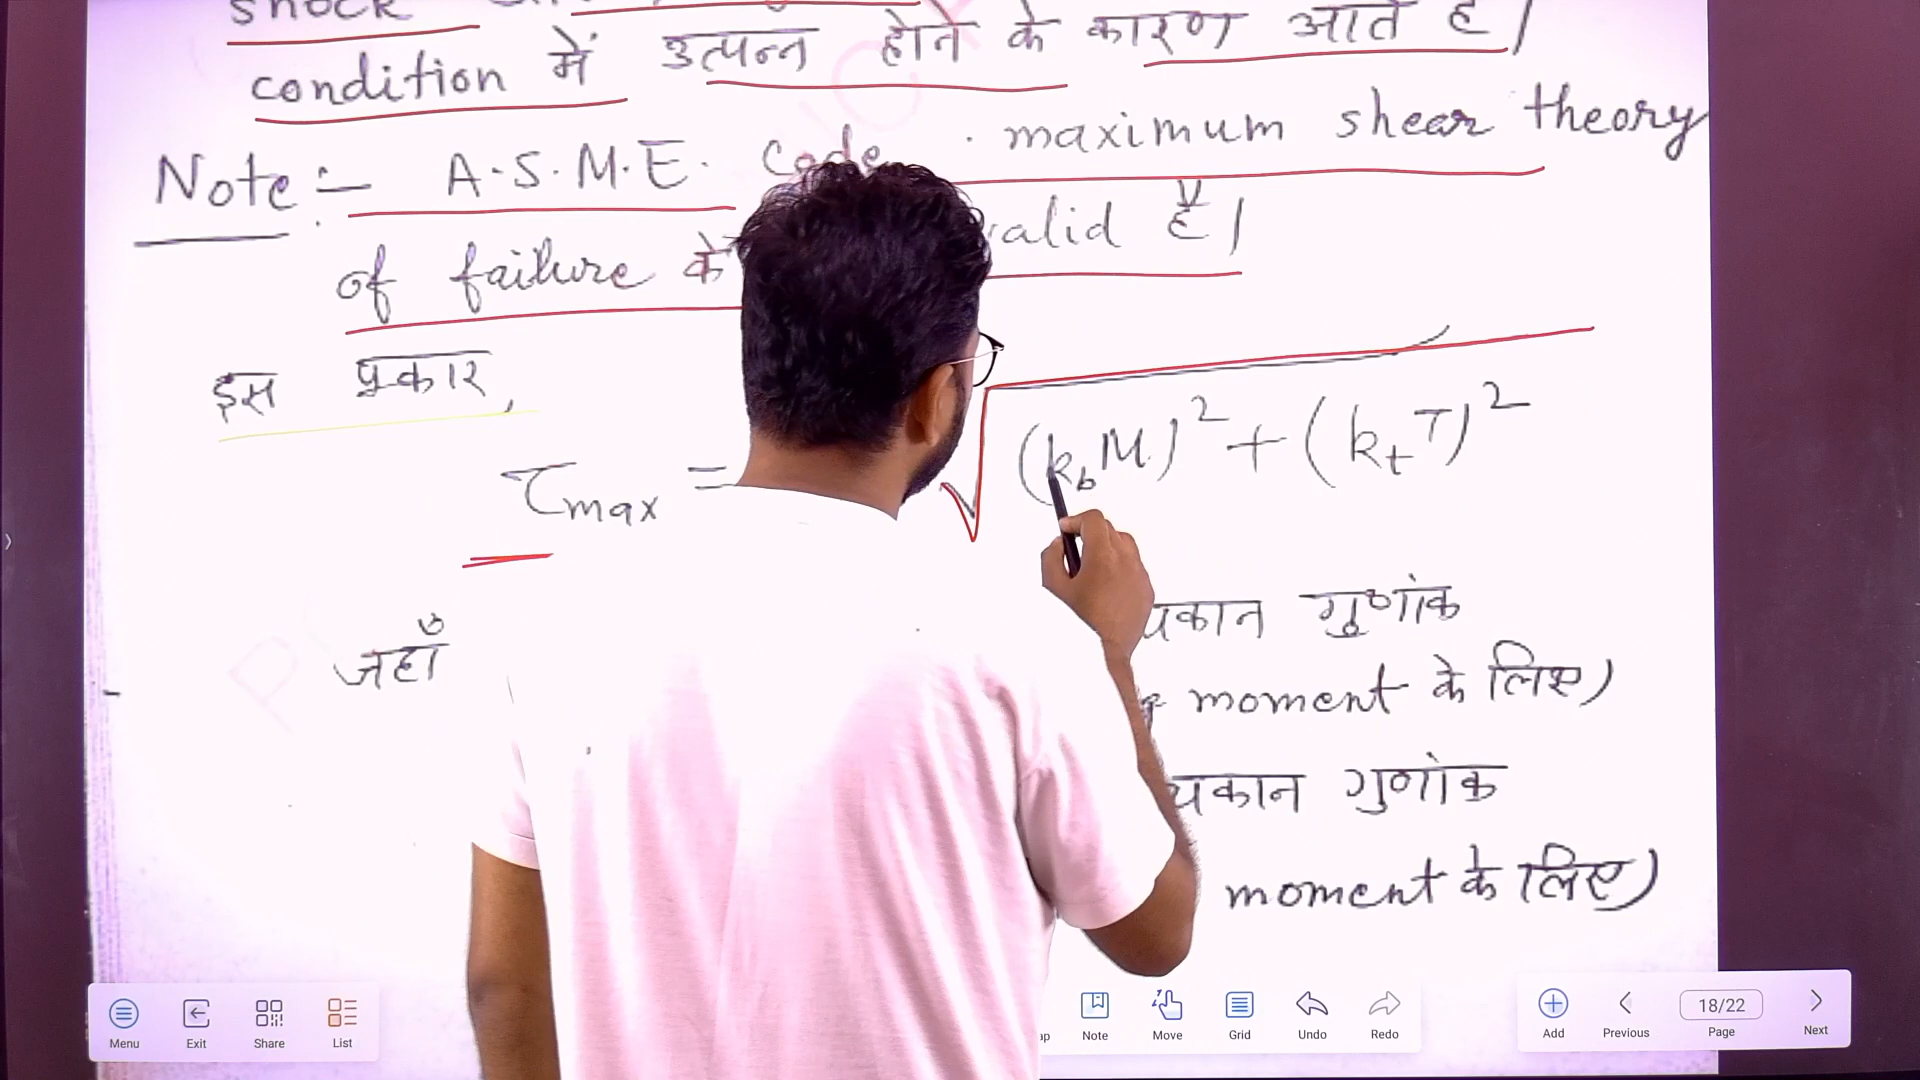 shock
condition में उत्पन्न होने के कारण आते है।
Note:- A.S.M.E. Code maximum shear theory
of failure के valid है।
इस प्रकार,
τmax = √(kbM)² + (ktT)²
जहाँ
थकान गुणांक
moment के लिए)
थकान गुणांक
moment के लिए)
Menu Exit Share List Note Move Grid Undo Redo Add Previous 18/22 Page Next